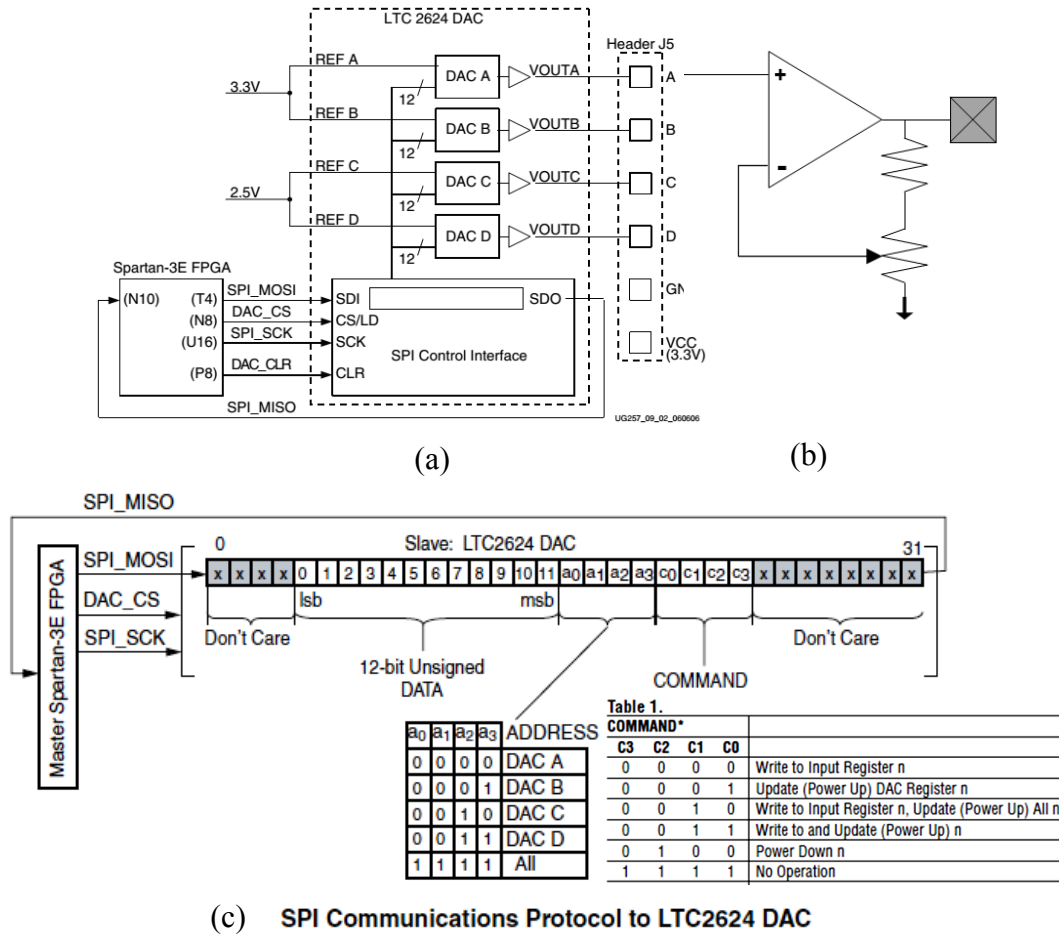 LTC 2624 DAC
Header J5
REF A
DAC A
VOUTA
A
+
12
3.3V
REF B
DAC B
VOUTB
B
12
REF C
DAC C
VOUTC
C
-
2.5V
12
REF D
DAC D
VOUTD
D
12
Spartan-3E FPGA
(N10) (T4) SPI_MOSI SDI SDO
GN
(N8) DAC_CS CS/LD
(U16) SPI_SCK SCK
SPI Control Interface
VCC
(3.3V)
(P8) DAC_CLR CLR
SPI_MISO
UG257_09_02_060606
(a) (b)
SPI_MISO
0 Slave: LTC2624 DAC 31
Master Spartan-3E FPGA
SPI_MOSI
x x x x 0 1 2 3 4 5 6 7 8 9 10 11 a0 a1 a2 a3 c0 c1 c2 c3 x x x x x x x x
DAC_CS
lsb msb
SPI_SCK
Don't Care
Don't Care
12-bit Unsigned
DATA
COMMAND
a0 a1 a2 a3 ADDRESS
0 0 0 0 DAC A
0 0 0 1 DAC B
0 0 1 0 DAC C
0 0 1 1 DAC D
1 1 1 1 All
Table 1.
COMMAND*
C3 C2 C1 C0
0 0 0 0 Write to Input Register n
0 0 0 1 Update (Power Up) DAC Register n
0 0 1 0 Write to Input Register n, Update (Power Up) All n
0 0 1 1 Write to and Update (Power Up) n
0 1 0 0 Power Down n
1 1 1 1 No Operation
(c) SPI Communications Protocol to LTC2624 DAC